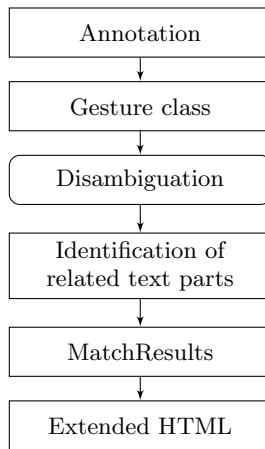 Annotation
Gesture class
Disambiguation
Identification of
related text parts
MatchResults
Extended HTML